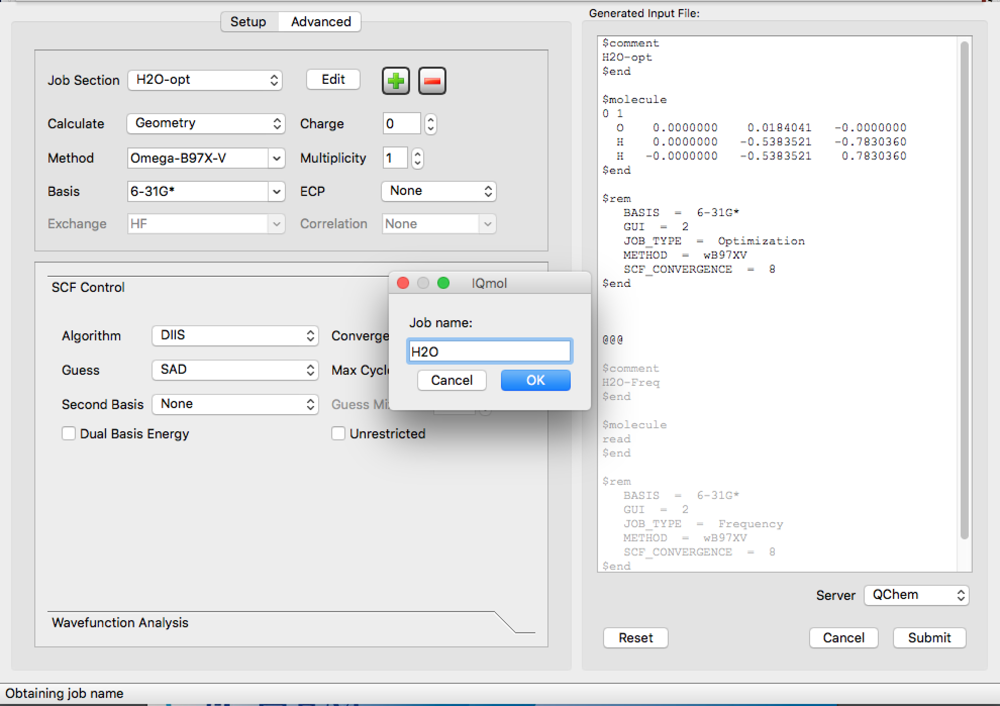 Setup Advanced
Job Section H2O-opt Edit
Calculate Geometry Charge 0
Method Omega-B97X-V Multiplicity 1
Basis 6-31G* ECP None
Exchange HF Correlation None
SCF Control
Algorithm DIIS Converge
Guess SAD Max Cycl
Second Basis None Guess Mi
Dual Basis Energy Unrestricted
Wavefunction Analysis
IQmol
Job name:
H2O
Cancel OK
Generated Input File:
$comment
H2O-opt
$end
$molecule
0 1
O 0.0000000 0.0184041 -0.0000000
H 0.0000000 -0.5383521 -0.7830360
H -0.0000000 -0.5383521 0.7830360
$end
$rem
BASIS = 6-31G*
GUI = 2
JOB_TYPE = Optimization
METHOD = wB97XV
SCF_CONVERGENCE = 8
$end
@@@
$comment
H2O-Freq
$end
$molecule
read
$end
$rem
BASIS = 6-31G*
GUI = 2
JOB_TYPE = Frequency
METHOD = wB97XV
SCF_CONVERGENCE = 8
$end
Server QChem
Reset Cancel Submit
Obtaining job name